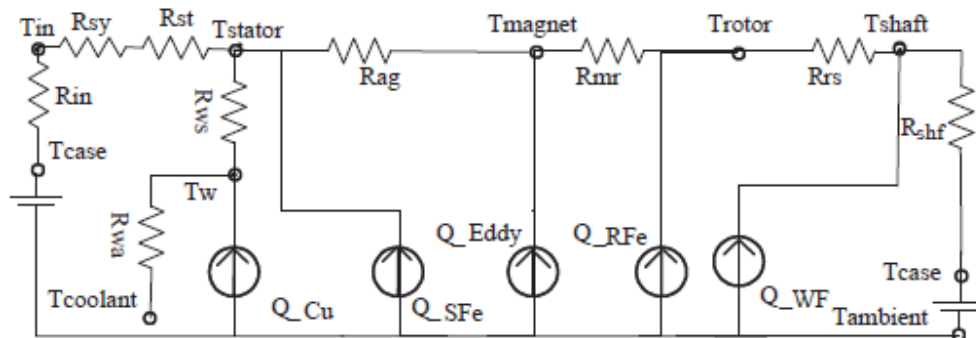 Tin
Rsy
Rst
Tstator
Tmagnet
Trotor
Tshaft
Rin
Rws
Rag
Rmr
Rrs
Rshf
Tcase
Tw
Rwa
Q_Eddy
Q_RFe
Tcase
Tcoolant
Q_Cu
Q_SFe
Q_WF
Tambient